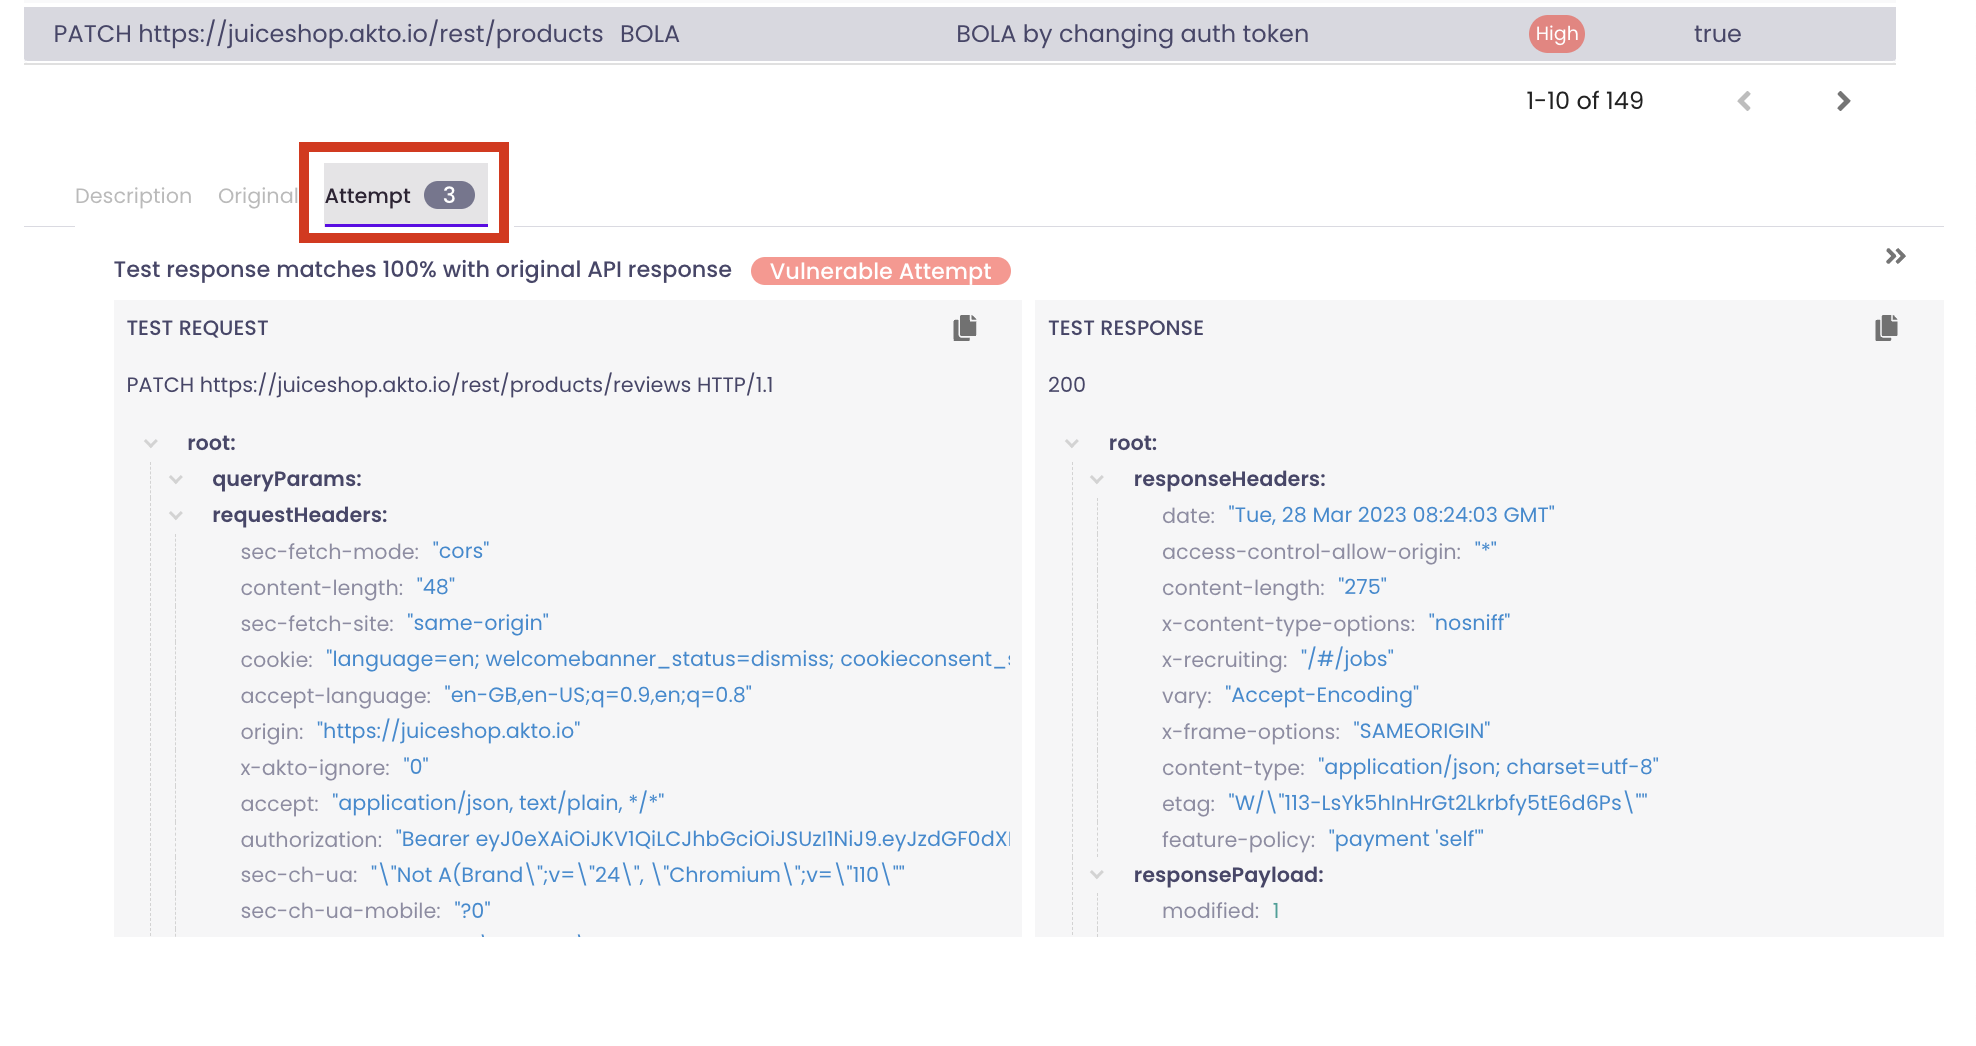 PATCH https://juiceshop.akto.io/rest/products BOLA BOLA by changing auth token High true
1-10 of 149
Description Original Attempt 3
Test response matches 100% with original API response Vulnerable Attempt
TEST REQUEST
PATCH https://juiceshop.akto.io/rest/products/reviews HTTP/1.1
root:
queryParams:
requestHeaders:
sec-fetch-mode: "cors"
content-length: "48"
sec-fetch-site: "same-origin"
cookie: "language=en; welcomebanner_status=dismiss; cookieconsent_
accept-language: "en-GB,en-US;q=0.9,en;q=0.8"
origin: "https://juiceshop.akto.io"
x-akto-ignore: "0"
accept: "application/json, text/plain, */*"
authorization: "Bearer eyJ0eXAiOiJKV1QiLCJhbGciOiJSUzI1NiJ9.eyJzdGF0dX
sec-ch-ua: "\"Not A(Brand\";v=\"24\", \"Chromium\";v=\"110\""
sec-ch-ua-mobile: "?0"
TEST RESPONSE
200
root:
responseHeaders:
date: "Tue, 28 Mar 2023 08:24:03 GMT"
access-control-allow-origin: "*"
content-length: "275"
x-content-type-options: "nosniff"
x-recruiting: "/#/jobs"
vary: "Accept-Encoding"
x-frame-options: "SAMEORIGIN"
content-type: "application/json; charset=utf-8"
etag: "W/\"113-LsYk5hInHrGt2Lkrbfy5tE6d6Ps\""
feature-policy: "payment 'self'"
responsePayload:
modified: 1